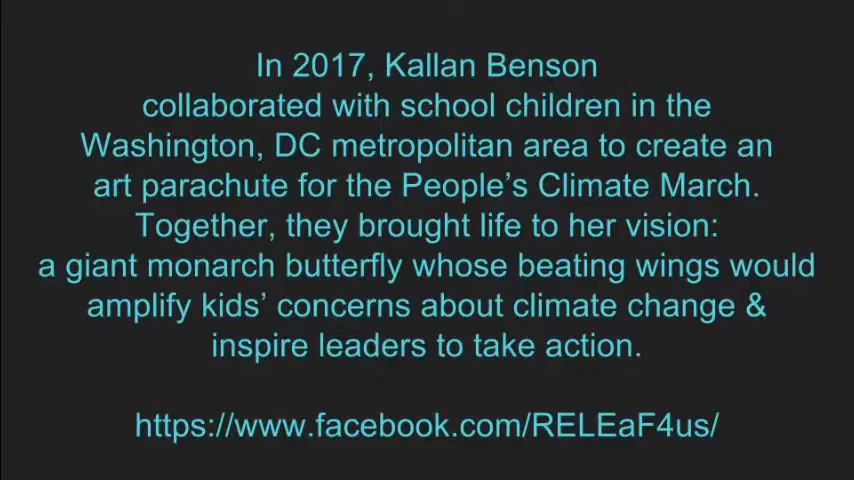 In 2017, Kallan Benson
collaborated with school children in the
Washington, DC metropolitan area to create an
art parachute for the People’s Climate March.
Together, they brought life to her vision:
a giant monarch butterfly whose beating wings would
amplify kids’ concerns about climate change &
inspire leaders to take action.
https://www.facebook.com/RELEaF4us/